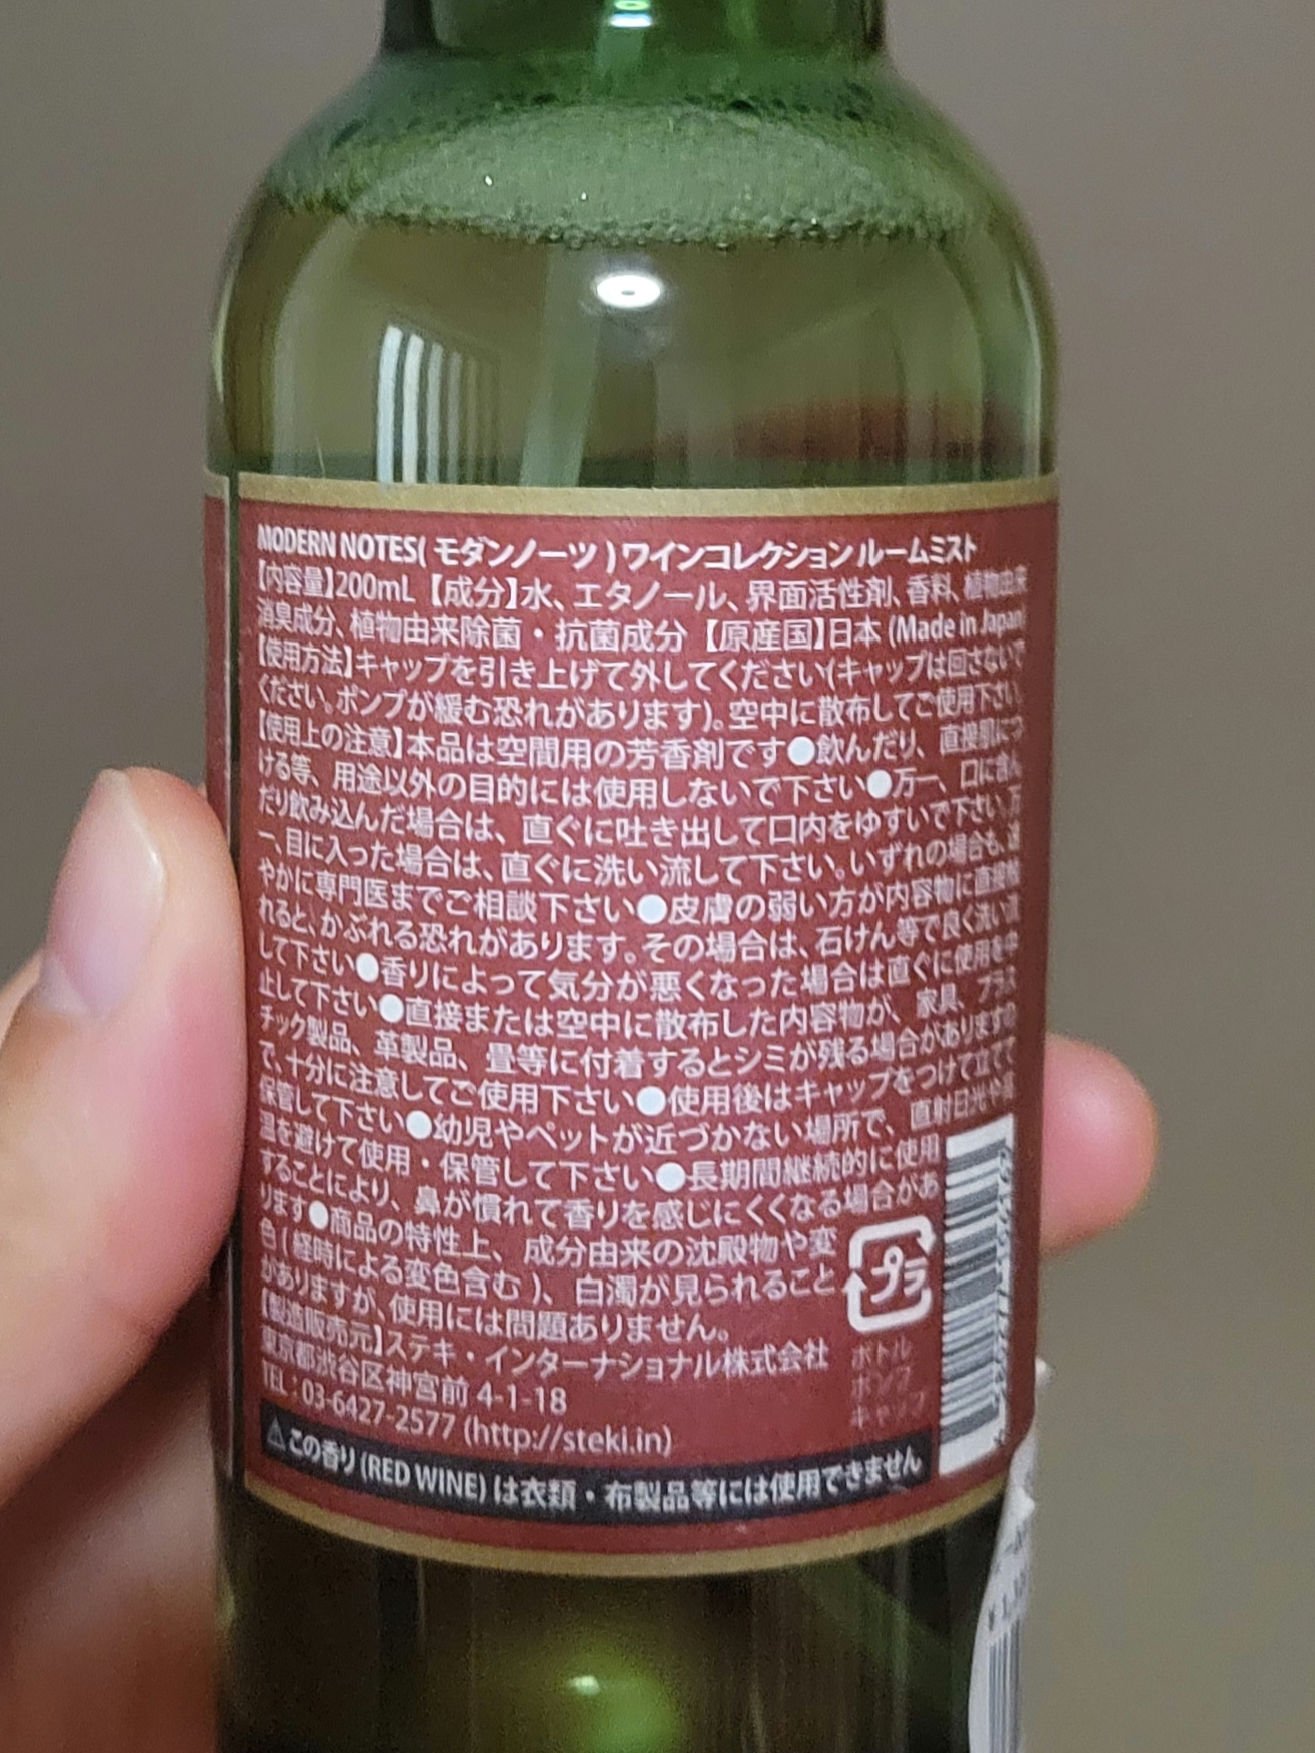 MODERN NOTES( モダンノーツ ) ワインコレクション ルームミスト
【内容量】200mL 【成分】水、エタノール、界面活性剤、香料、植物由来
消臭成分、植物由来除菌・抗菌成分 【原産国】日本 (Made in Japan)
【使用方法】キャップを引き上げて外してください(キャップは回さないで
ください。ポンプが緩む恐れがあります)。空中に散布してご使用下さい。
【使用上の注意】本品は空間用の芳香剤です●飲んだり、直接肌につ
ける等、用途以外の目的には使用しないで下さい●万一、口に含ん
だり飲み込んだ場合は、直ぐに吐き出して口内をゆすいで下さい。万
一、目に入った場合は、直ぐに洗い流して下さい。いずれの場合も、速
やかに専門医までご相談下さい●皮膚の弱い方が内容物に直接触
れると、かぶれる恐れがあります。その場合は、石けん等で良く洗い流
して下さい●香りによって気分が悪くなった場合は直ぐに使用を中
止して下さい●直接または空中に散布した内容物が、家具、プラス
チック製品、革製品、畳等に付着するとシミが残る場合がありますの
で、十分に注意してご使用下さい●使用後はキャップをつけて立てて
保管して下さい●幼児やペットが近づかない場所で、直射日光や高
温を避けて使用・保管して下さい●長期間継続的に使用
することにより、鼻が慣れて香りを感じにくくなる場合があ
ります●商品の特性上、成分由来の沈殿物や変
色 ( 経時による変色含む )、白濁が見られること
がありますが、使用には問題ありません。
【製造販売元】ステキ・インターナショナル株式会社
東京都渋谷区神宮前 4-1-18
TEL : 03-6427-2577 (http://steki.in)
プラ
ボトル
ポンプ
キャップ
⚠この香り (RED WINE) は衣類・布製品等には使用できません